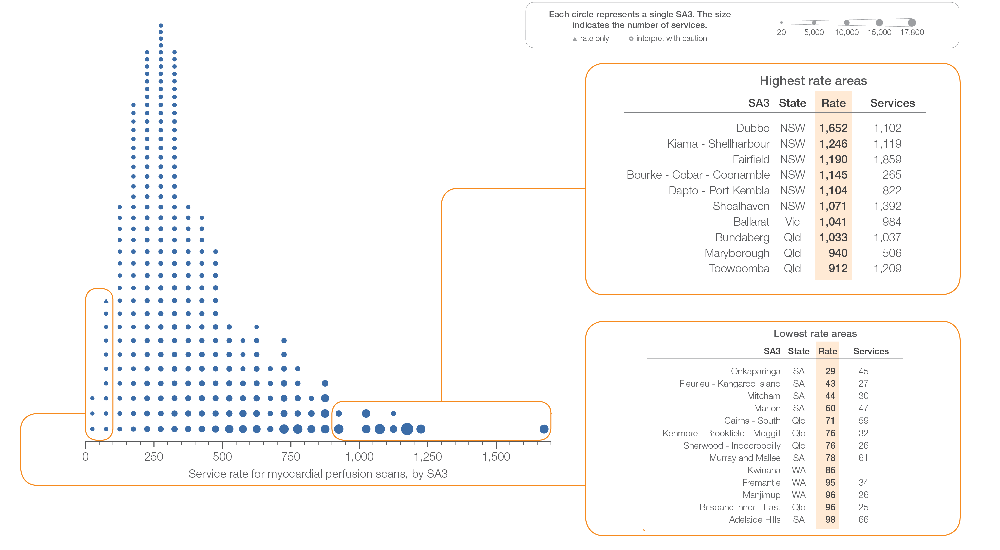 Each circle represents a single SA3. The size
indicates the number of services.
rate only interpret with caution
20 5,000 10,000 15,000 17,800
Highest rate areas
SA3 State Rate Services
Dubbo NSW 1,652 1,102
Kiama - Shellharbour NSW 1,246 1,119
Fairfield NSW 1,190 1,859
Bourke - Cobar - Coonamble NSW 1,145 265
Dapto - Port Kembla NSW 1,104 822
Shoalhaven NSW 1,071 1,392
Ballarat Vic 1,041 984
Bundaberg Qld 1,033 1,037
Maryborough Qld 940 506
Toowoomba Qld 912 1,209
Lowest rate areas
SA3 State Rate Services
Onkaparinga SA 29 45
Fleurieu - Kangaroo Island SA 43 27
Mitcham SA 44 30
Marion SA 60 47
Cairns - South Qld 71 59
Kenmore - Brookfield - Moggill Qld 76 32
Sherwood - Indooroopilly Qld 76 26
Murray and Mallee SA 78 61
Kwinana WA 86
Fremantle WA 95 34
Manjimup WA 96 26
Brisbane Inner - East Qld 96 25
Adelaide Hills SA 98 66
0 250 500 750 1,000 1,250 1,500
Service rate for myocardial perfusion scans, by SA3